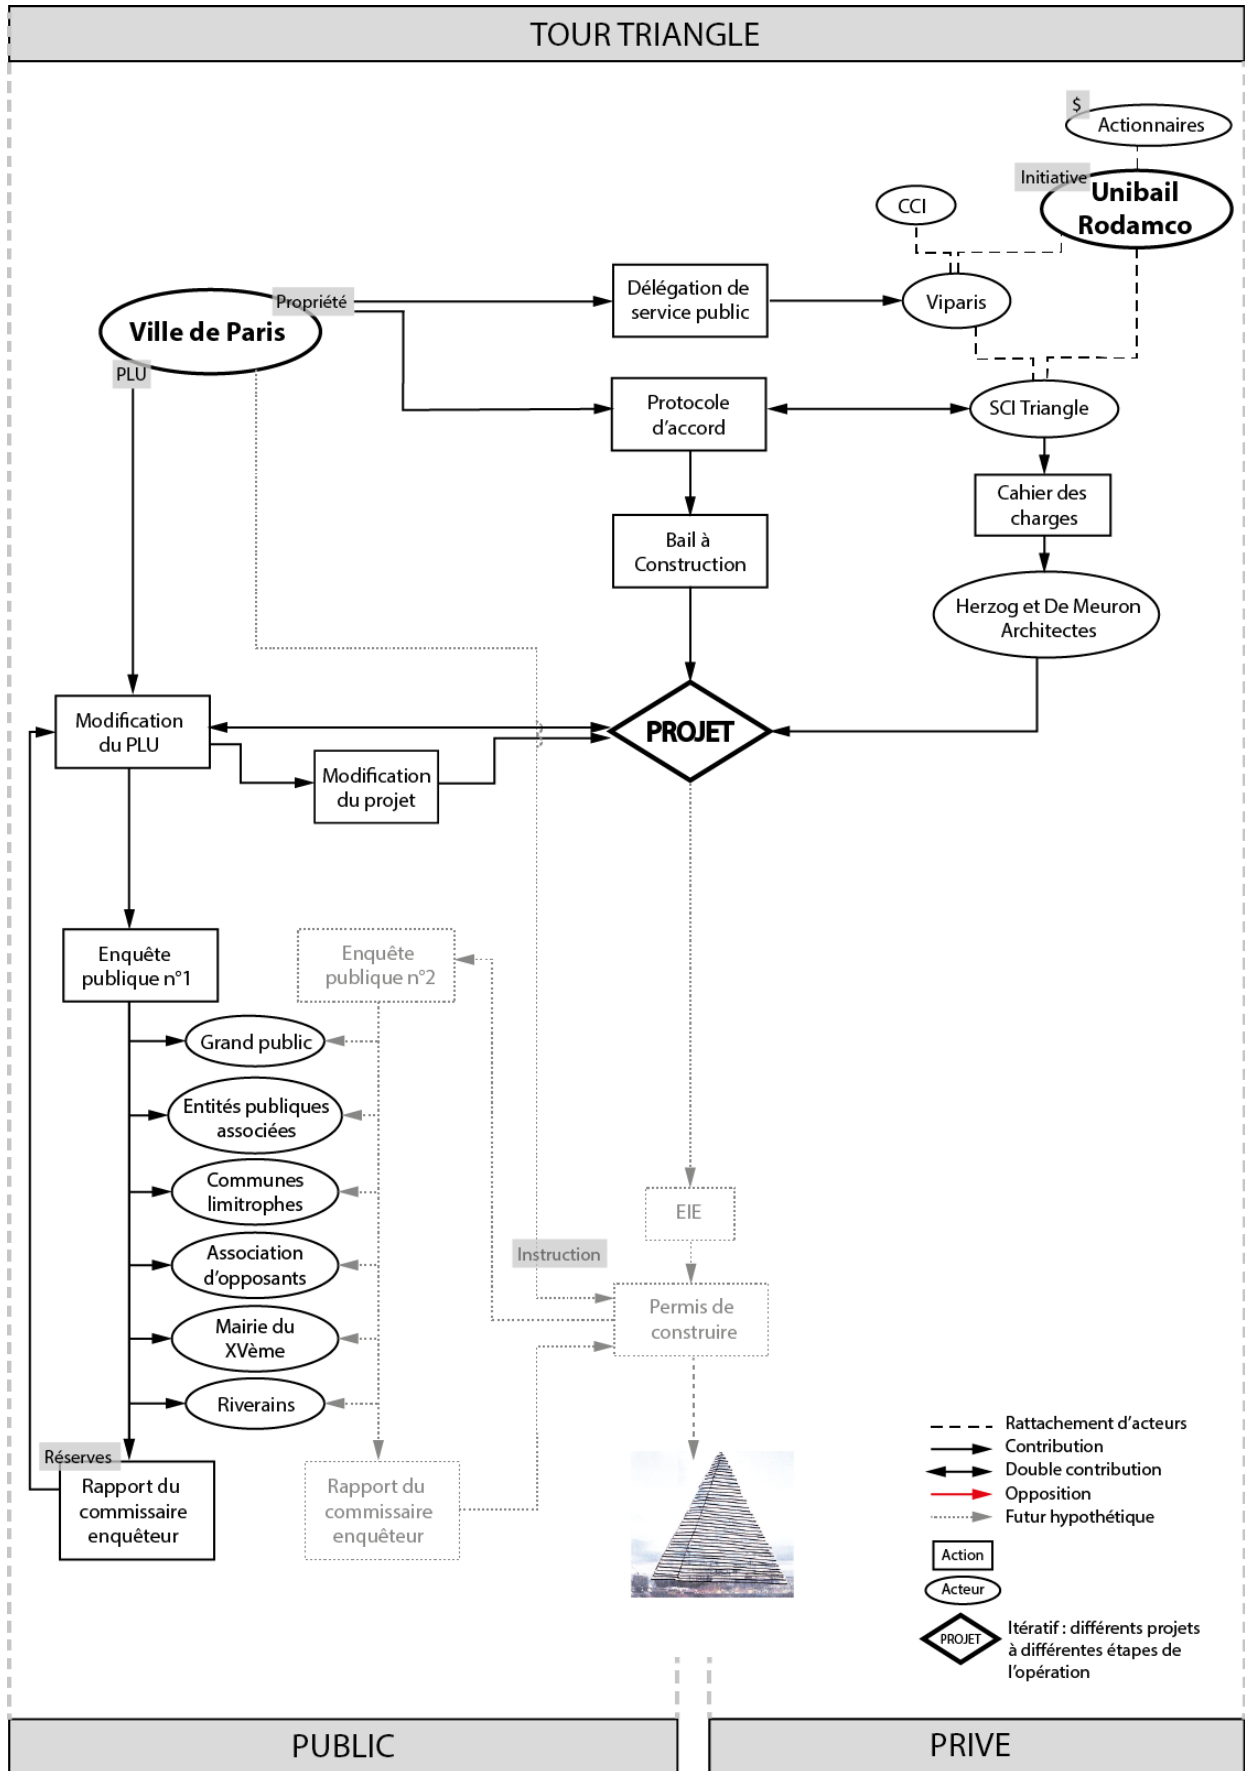 TOUR TRIANGLE
$
Actionnaires
Initiative
Unibail
Rodamco
CCI
Propriété
Ville de Paris
PLU
Délégation de
service public
Viparis
Protocole
d'accord
SCI Triangle
Cahier des
charges
Bail à
Construction
Herzog et De Meuron
Architectes
Modification
du PLU
PROJET
Modification
du projet
Enquête
publique n°1
Enquête
publique n°2
Grand public
Entités publiques
associées
Communes
limitrophes
EIE
Association
d'opposants
Instruction
Permis de
construire
Mairie du
XVème
Riverains
Réserves
Rapport du
commissaire
enquêteur
Rapport du
commissaire
enquêteur
Rattachement d'acteurs
Contribution
Double contribution
Opposition
Futur hypothétique
Action
Acteur
PROJET
Itératif : différents projets
à différentes étapes de
l'opération
PUBLIC
PRIVE